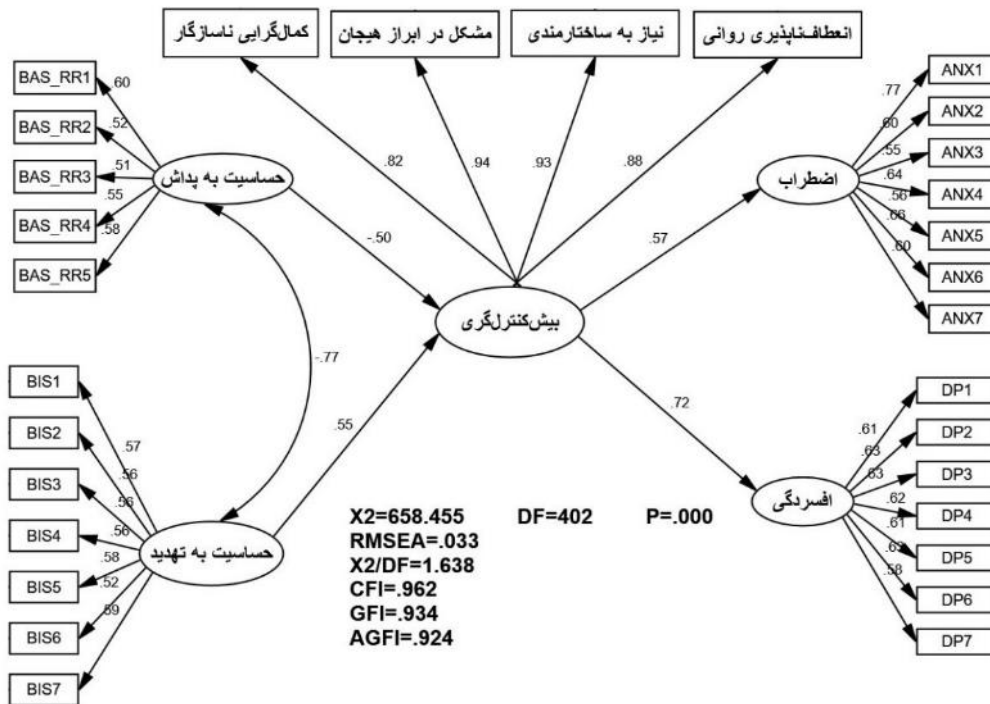 کمال‌گرایی ناسازگار
مشکل در ابراز هیجان
نیاز به ساختارمندی
انعطاف‌ناپذیری روانی
BAS_RR1
BAS_RR2
BAS_RR3
BAS_RR4
BAS_RR5
.60
.52
.51
.55
.58
حساسیت به پداش
.82
.94
.93
.88
-.50
.57
بیش‌کنترل‌گری
اضطراب
.77
.60
.55
.64
.56
.66
.60
ANX1
ANX2
ANX3
ANX4
ANX5
ANX6
ANX7
-.77
.55
.72
BIS1
BIS2
BIS3
BIS4
BIS5
BIS6
BIS7
.57
.56
.56
.56
.58
.52
.59
حساسیت به تهدید
افسردگی
.61
.63
.63
.62
.61
.63
.58
DP1
DP2
DP3
DP4
DP5
DP6
DP7
X2=658.455 DF=402 P=.000
RMSEA=.033
X2/DF=1.638
CFI=.962
GFI=.934
AGFI=.924